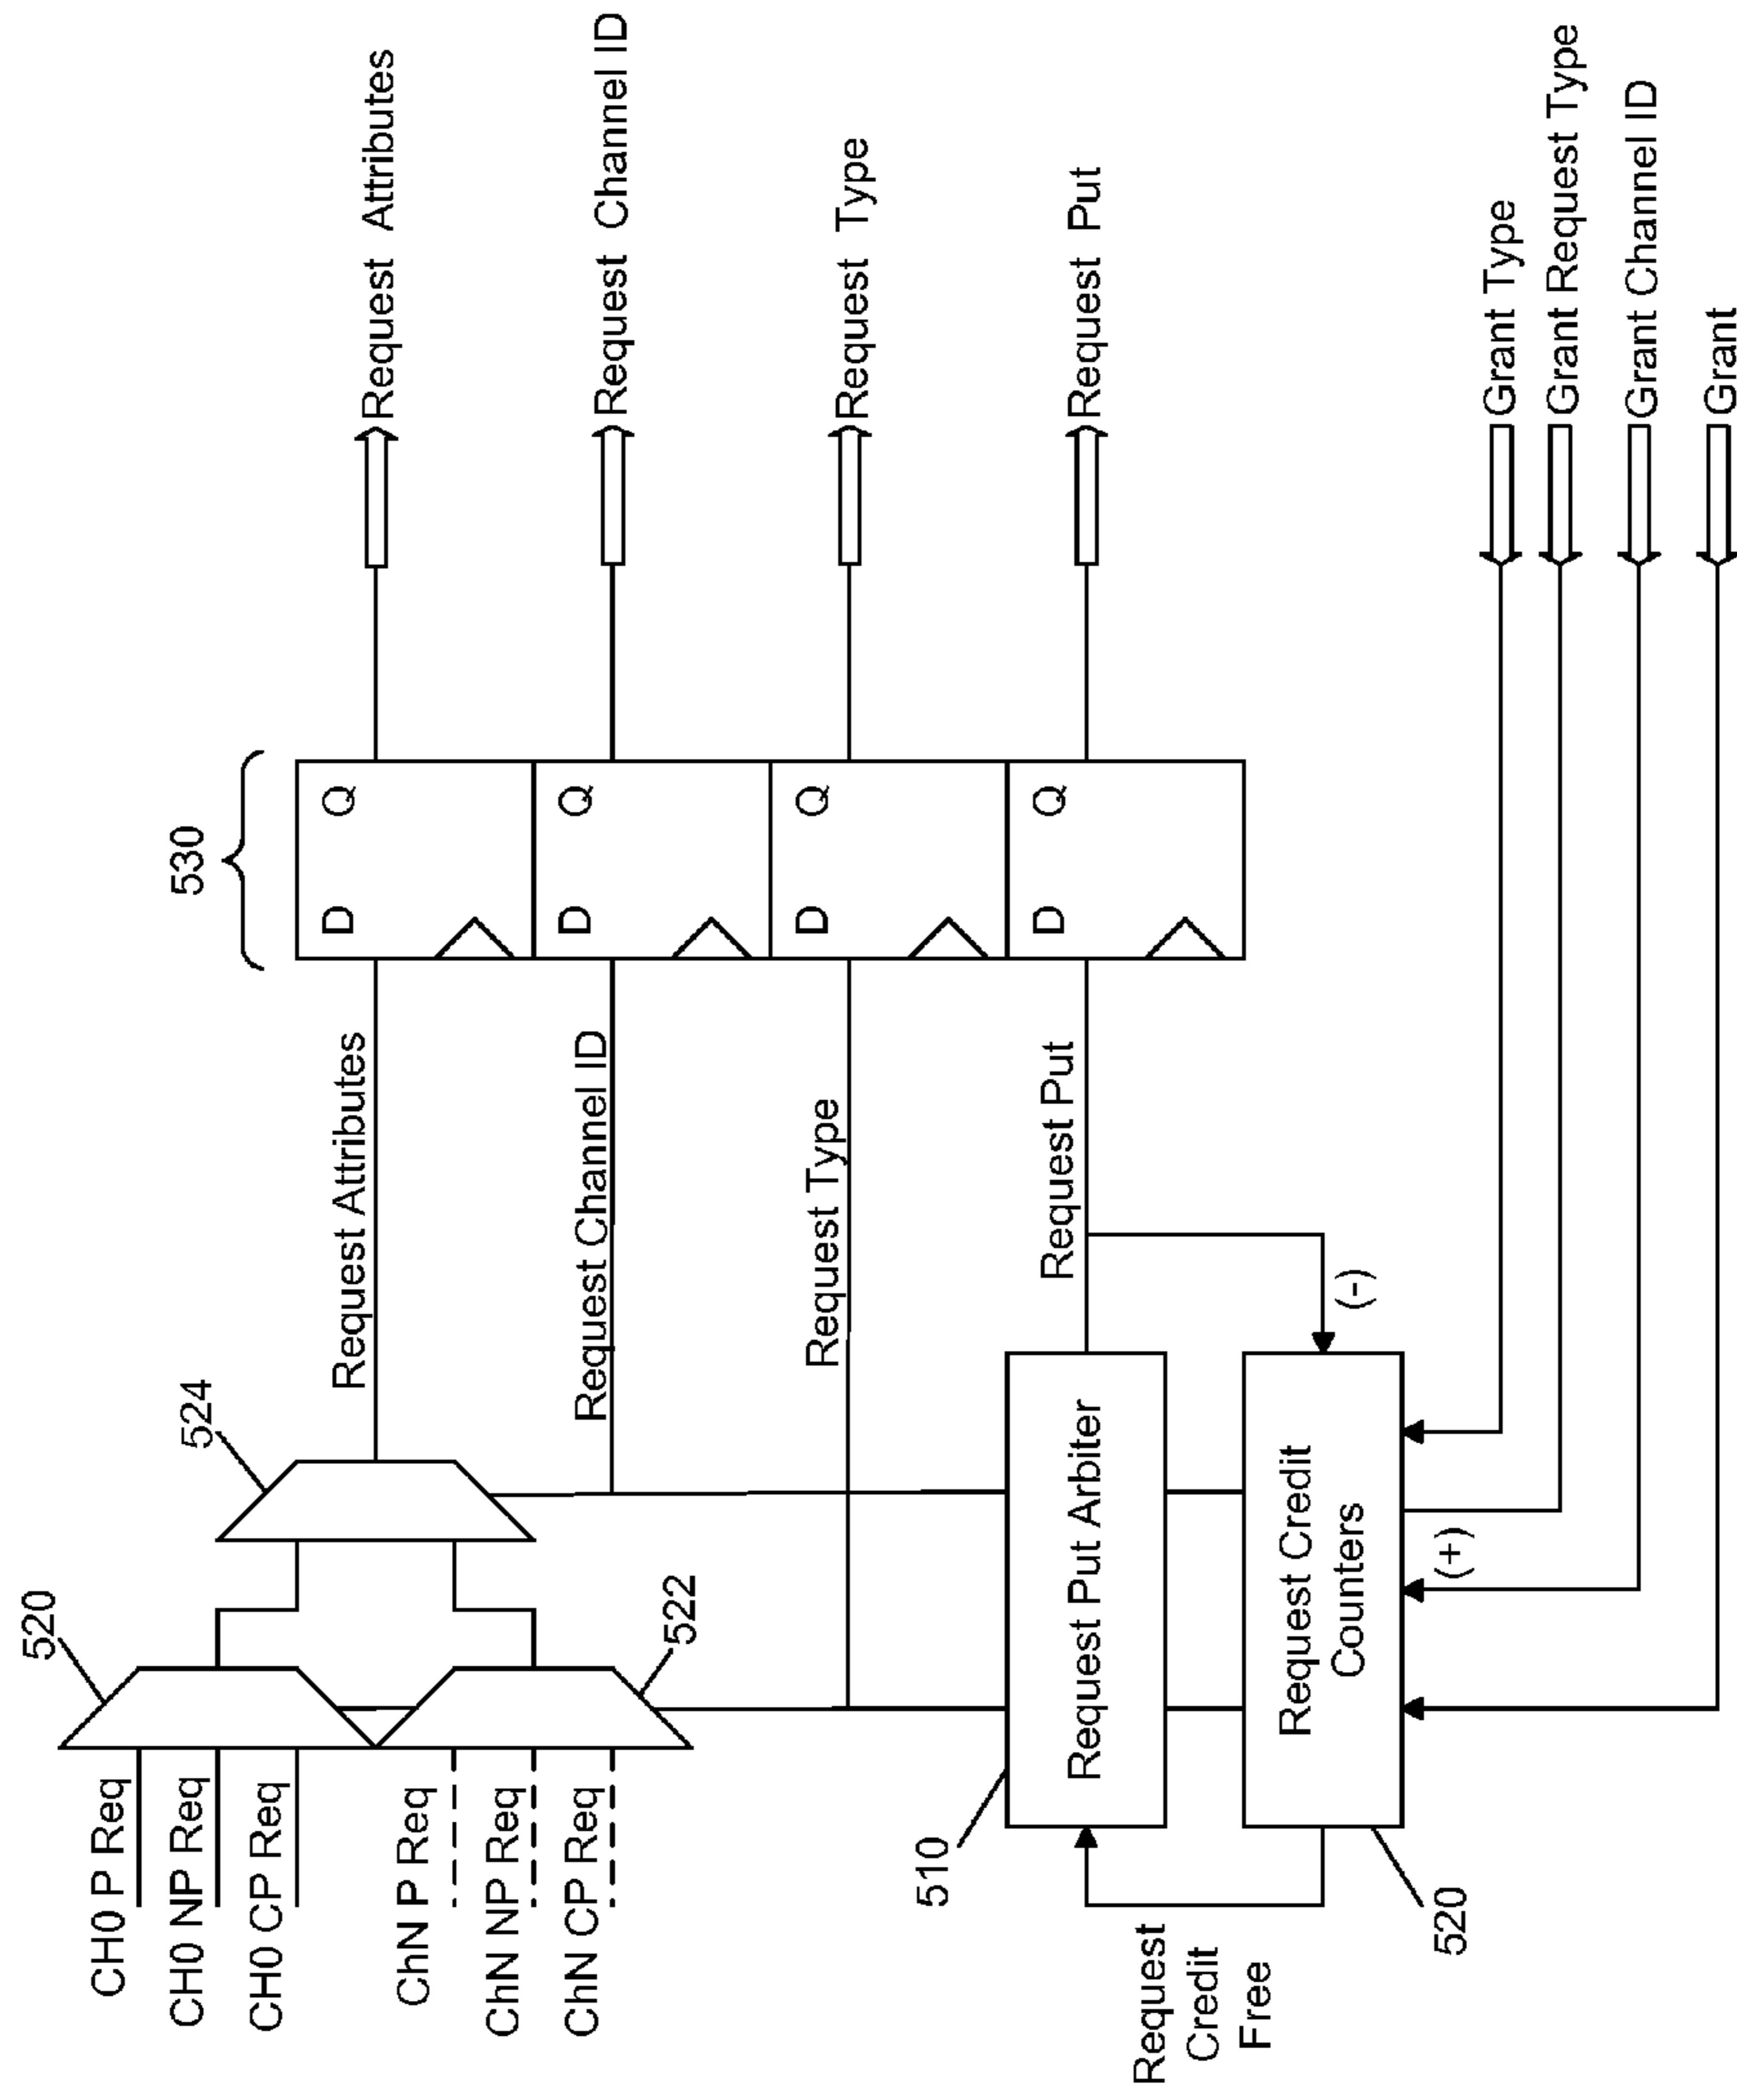 CH0 P Req
CH0 NP Req
CH0 CP Req
ChN P Req
ChN NP Req
ChN CP Req
520
522
524
530
Request Attributes
D Q
Request Attributes
Request Channel ID
D Q
Request Channel ID
Request Type
D Q
Request Type
Request Put
D Q
Request Put
510
Request Put Arbiter
Request
Credit
Free
Request Credit
Counters
520
(-)
(+)
Grant Type
Grant Request Type
Grant Channel ID
Grant